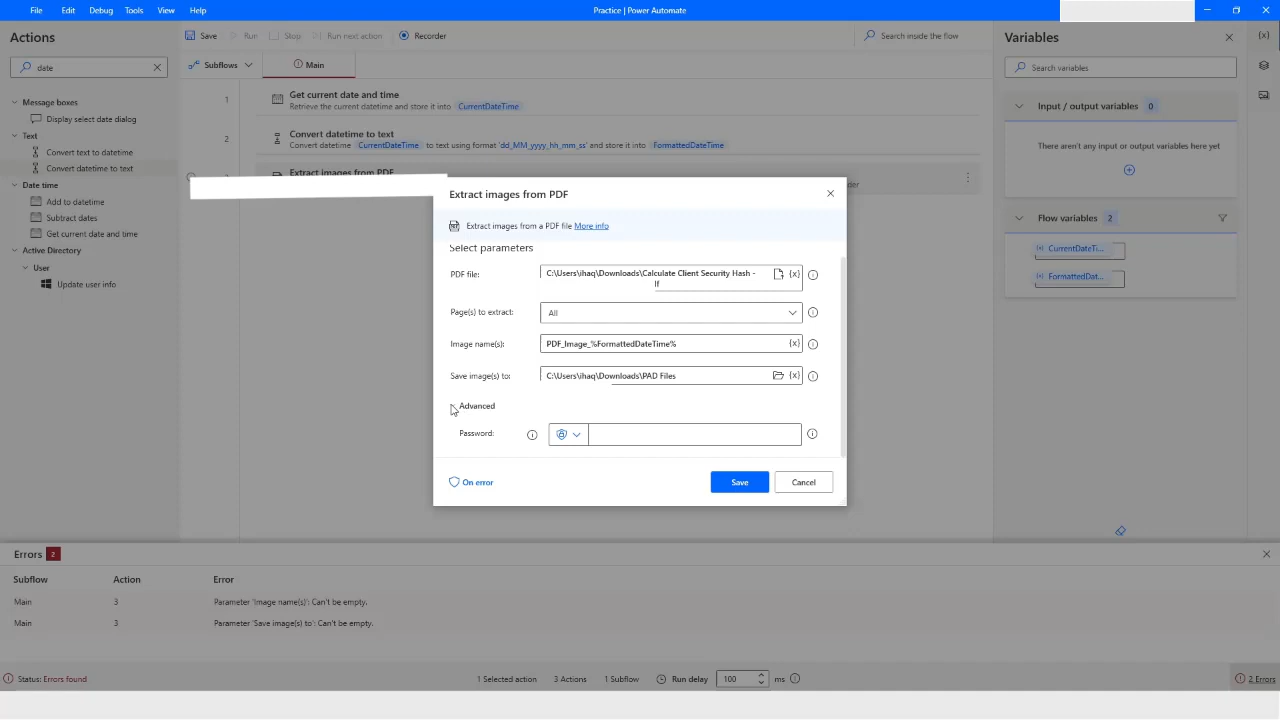 File Edit Debug Tools View Help
Practice | Power Automate
Actions
date
Message boxes
Display select date dialog
Text
Convert text to datetime
Convert datetime to text
Date time
Add to datetime
Subtract dates
Get current date and time
Active Directory
User
Update user info
Save Run Stop Run next action Recorder
Search inside the flow
Subflows
Main
1
Get current date and time
Retrieve the current datetime and store it into CurrentDateTime
2
Convert datetime to text
Convert datetime CurrentDateTime to text using format 'dd_MM_yyyy_hh_mm_ss' and store it into FormattedDateTime
Extract images from PDF
Extract images from PDF
Extract images from a PDF file More info
Select parameters
PDF file:
C:\Users\ihaq\Downloads\Calculate Client Security Hash -
{x}
Page(s) to extract:
All
Image name(s):
PDF_Image_%FormattedDateTime%
{x}
Save image(s) to:
C:\Users\ihaq\Downloads\PAD Files
{x}
Advanced
Password:
On error
Save
Cancel
Variables
{x}
Search variables
Input / output variables 0
There aren't any input or output variables here yet
Flow variables 2
{x} CurrentDateTi...
{x} FormattedDat...
Errors 2
Subflow Action Error
Main 3 Parameter 'Image name(s)': Can't be empty.
Main 3 Parameter 'Save image(s) to': Can't be empty.
Status: Errors found
1 Selected action
3 Actions
1 Subflow
Run delay
100
ms
2 Errors